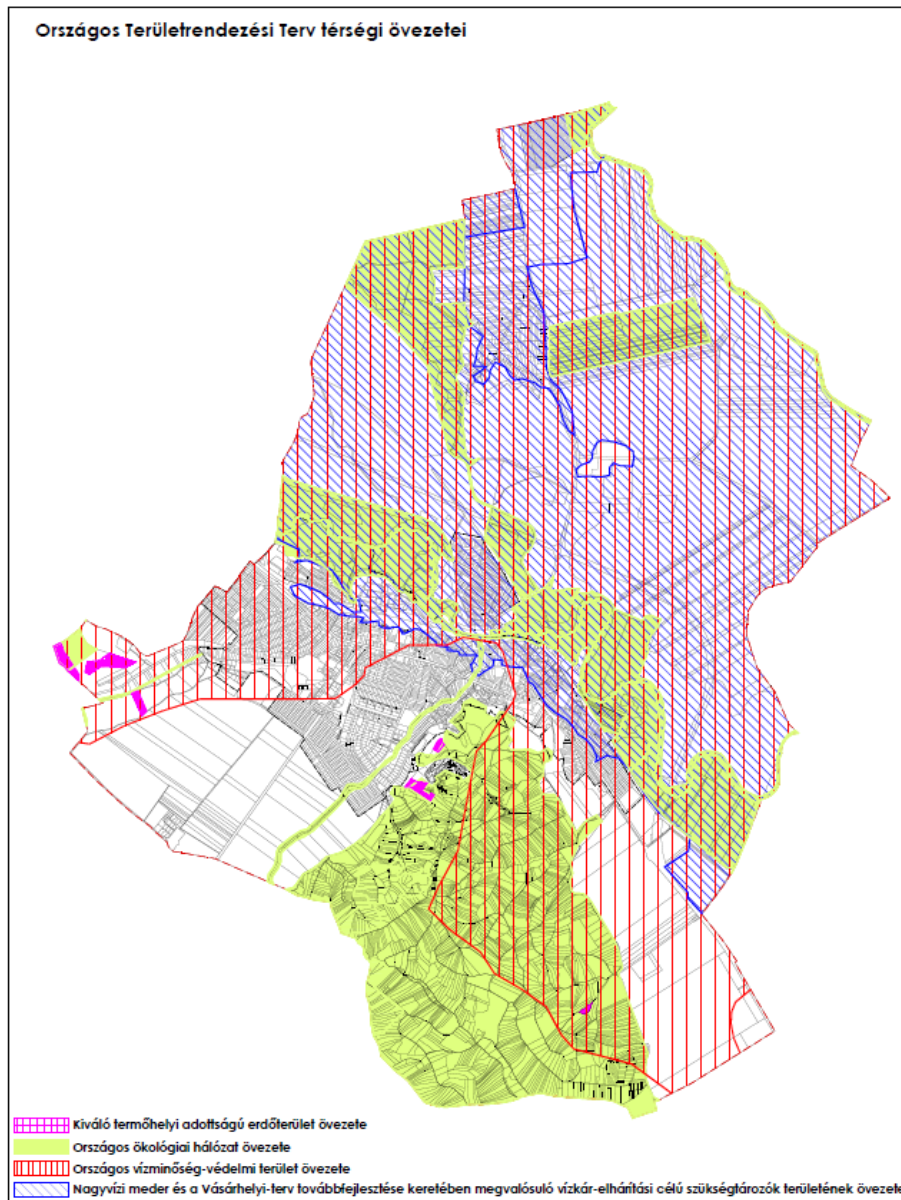 Országos Területrendezési Terv térségi övezetei
Kiváló termőhelyi adottságú erdőterület övezete
Országos ökológiai hálózat övezete
Országos vízminőség-védelmi terület övezete
Nagyvízi meder és a Vásárhelyi-terv továbbfejlesztése keretében megvalósuló vízkár-elhárítási célú szükségtározók területének övezete